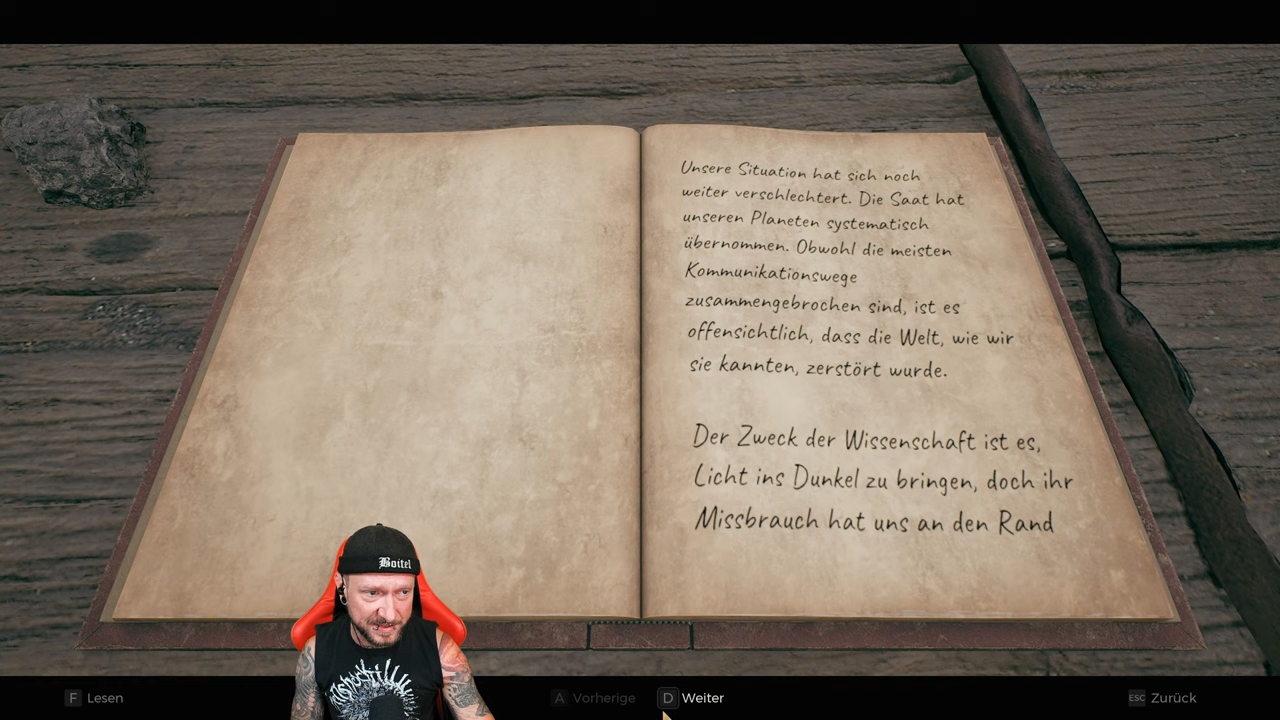 Unsere Situation hat sich noch
weiter verschlechtert. Die Saat hat
unseren Planeten systematisch
übernommen. Obwohl die meisten
Kommunikationswege
zusammengebrochen sind, ist es
offensichtlich, dass die Welt, wie wir
sie kannten, zerstört wurde.
Der Zweck der Wissenschaft ist es,
Licht ins Dunkel zu bringen, doch ihr
Missbrauch hat uns an den Rand
Boitel
F Lesen
A Vorherige
D Weiter
ESC Zurück